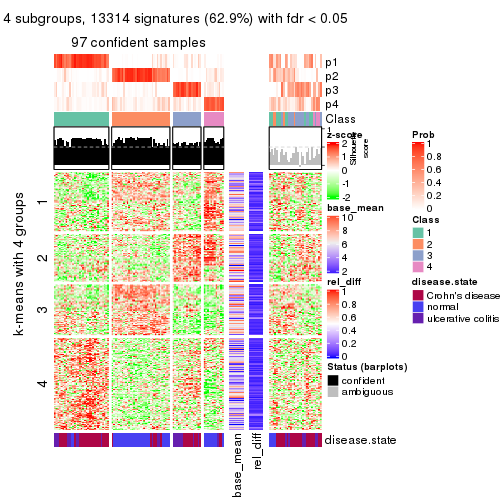 4 subgroups, 13314 signatures (62.9%) with fdr < 0.05
97 confident samples
p1
p2
p3
p4
Class
1
Silhouette
score
k-means with 4 groups
1
2
3
4
z-score
2
1
0
-1
-2
base_mean
10
8
6
4
2
rel_diff
1
0.8
0.6
0.4
0.2
0
Status (barplots)
confident
ambiguous
Prob
1
0.8
0.6
0.4
0.2
0
Class
1
2
3
4
disease.state
Crohn's disease
normal
ulcerative colitis
disease.state
base_mean
rel_diff